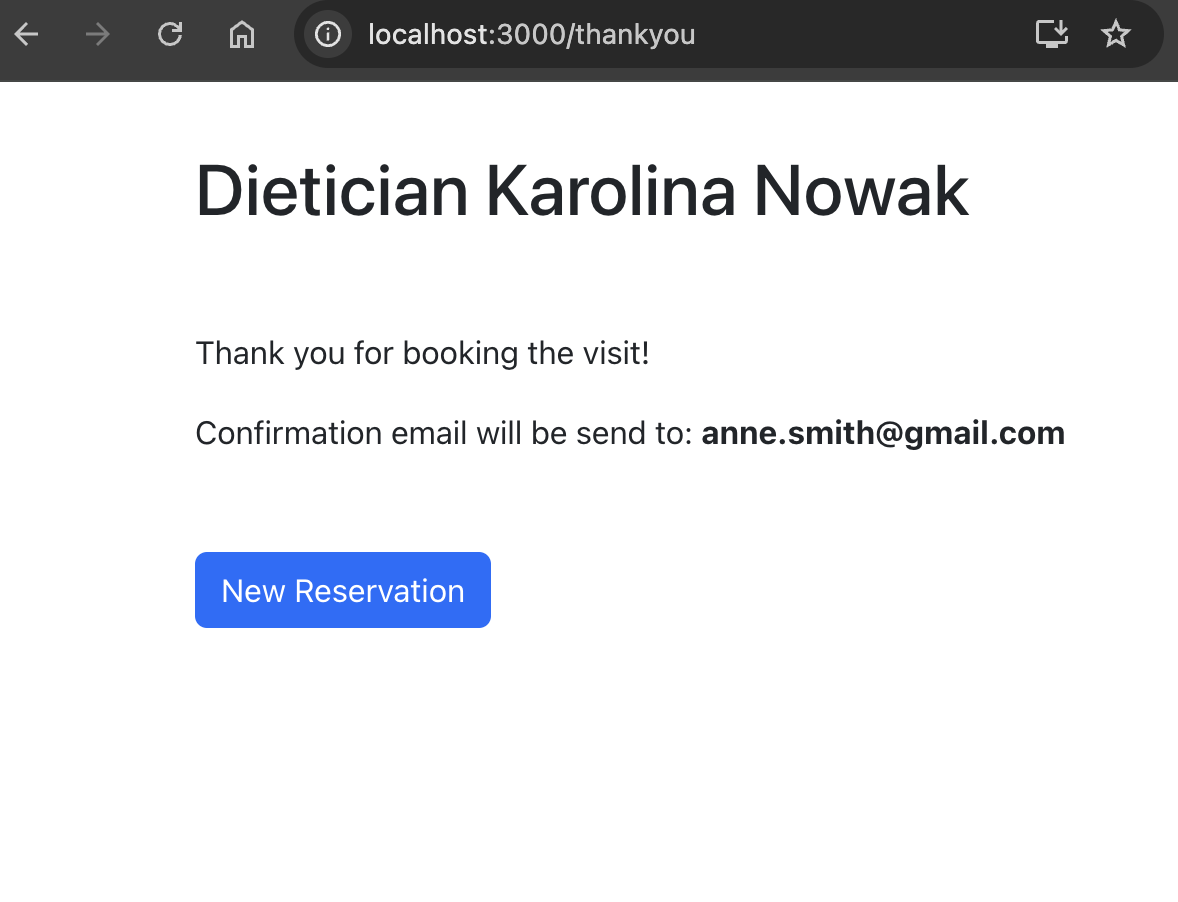 localhost:3000/thankyou
Dietician Karolina Nowak
Thank you for booking the visit!
Confirmation email will be send to: anne.smith@gmail.com
New Reservation